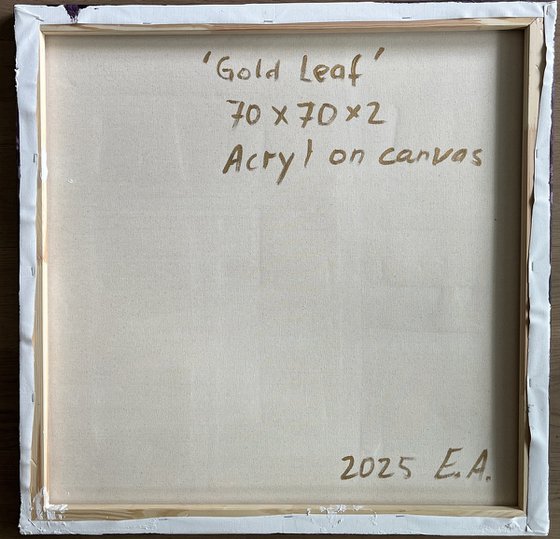 'Gold Leaf'
70 x 70 x 2
Acryl on canvas
2025 E.A.